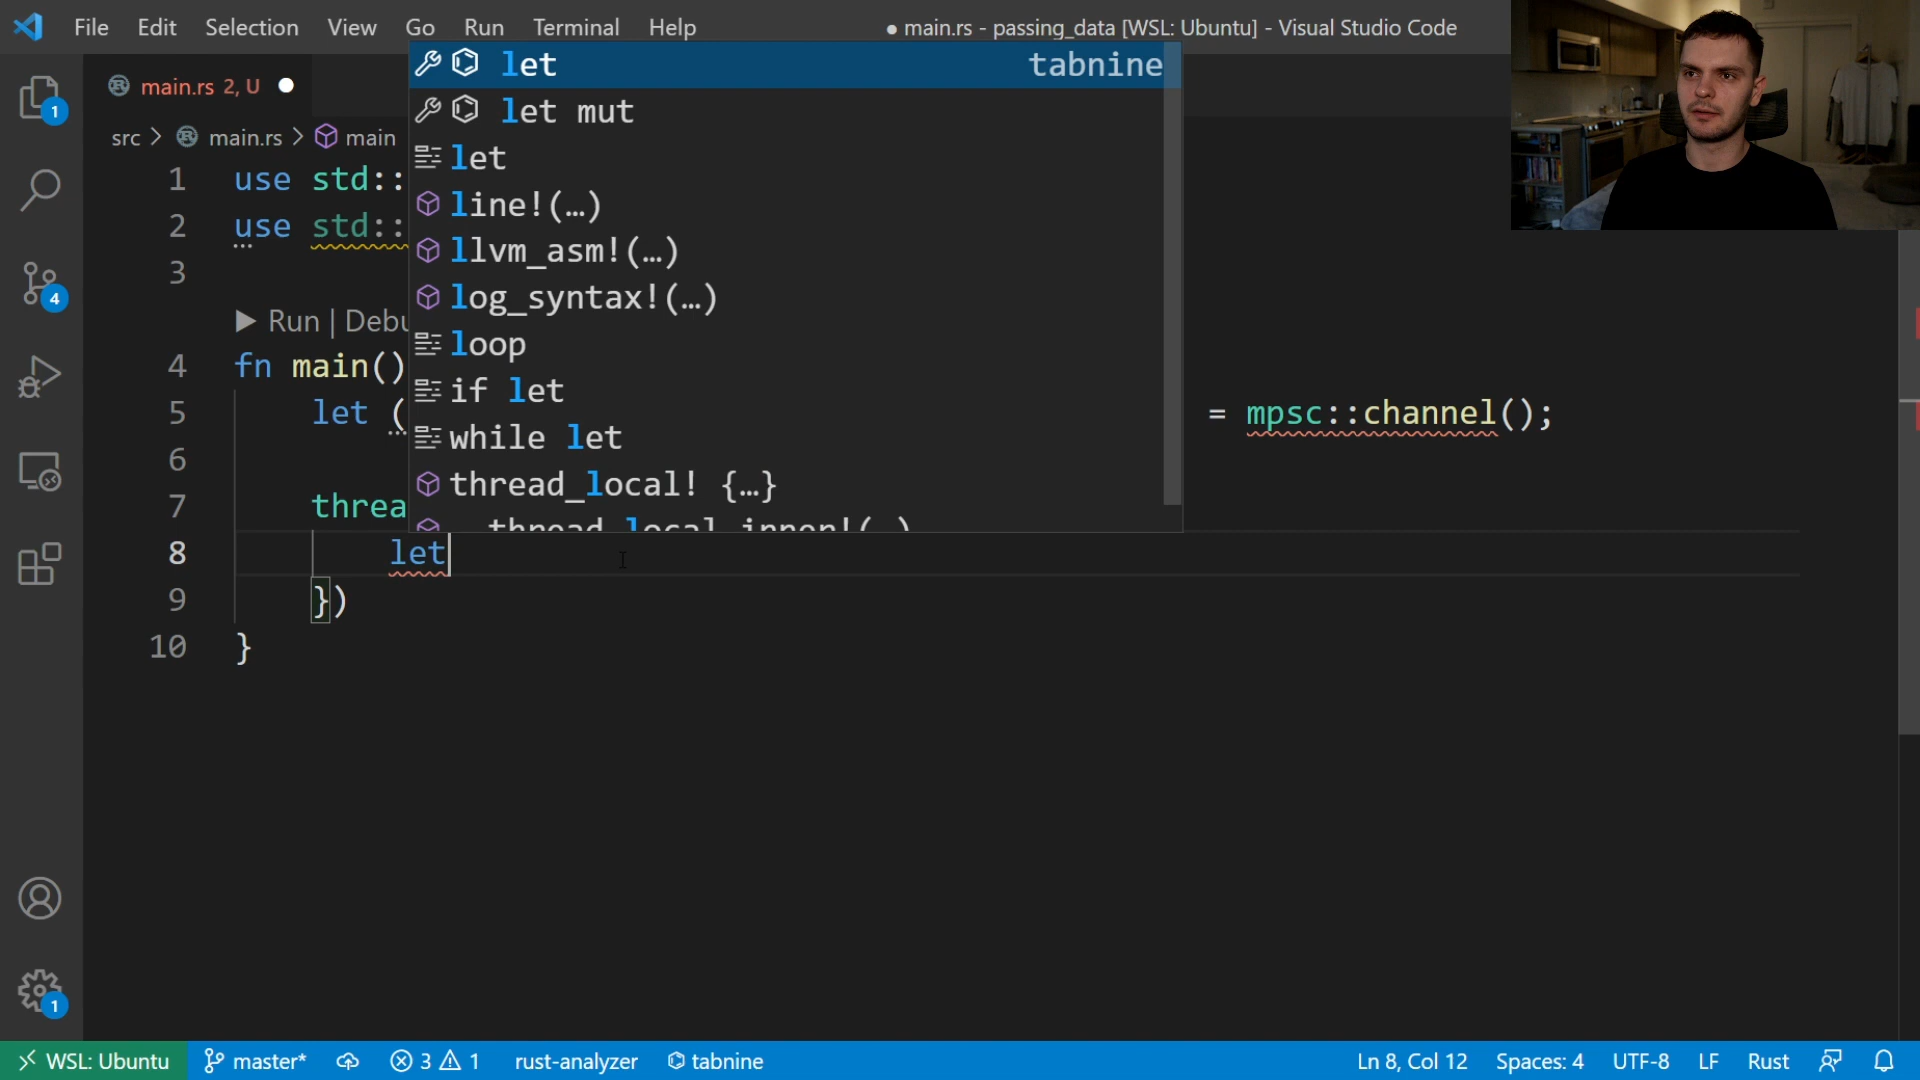 File Edit Selection View Go Run Terminal Help ● main.rs - passing_data [WSL: Ubuntu] - Visual Studio Code
main.rs 2, U
src > main.rs > main
let tabnine
let mut
let
line!(…)
llvm_asm!(…)
log_syntax!(…)
loop
if let
while let
thread_local! {…}
1 use std::
2 use std::
3
Run | Debu
4 fn main()
5 let ( = mpsc::channel();
6
7 threa
8 let
9 })
10 }
1
4
1
WSL: Ubuntu master* 3 1 rust-analyzer tabnine Ln 8, Col 12 Spaces: 4 UTF-8 LF Rust